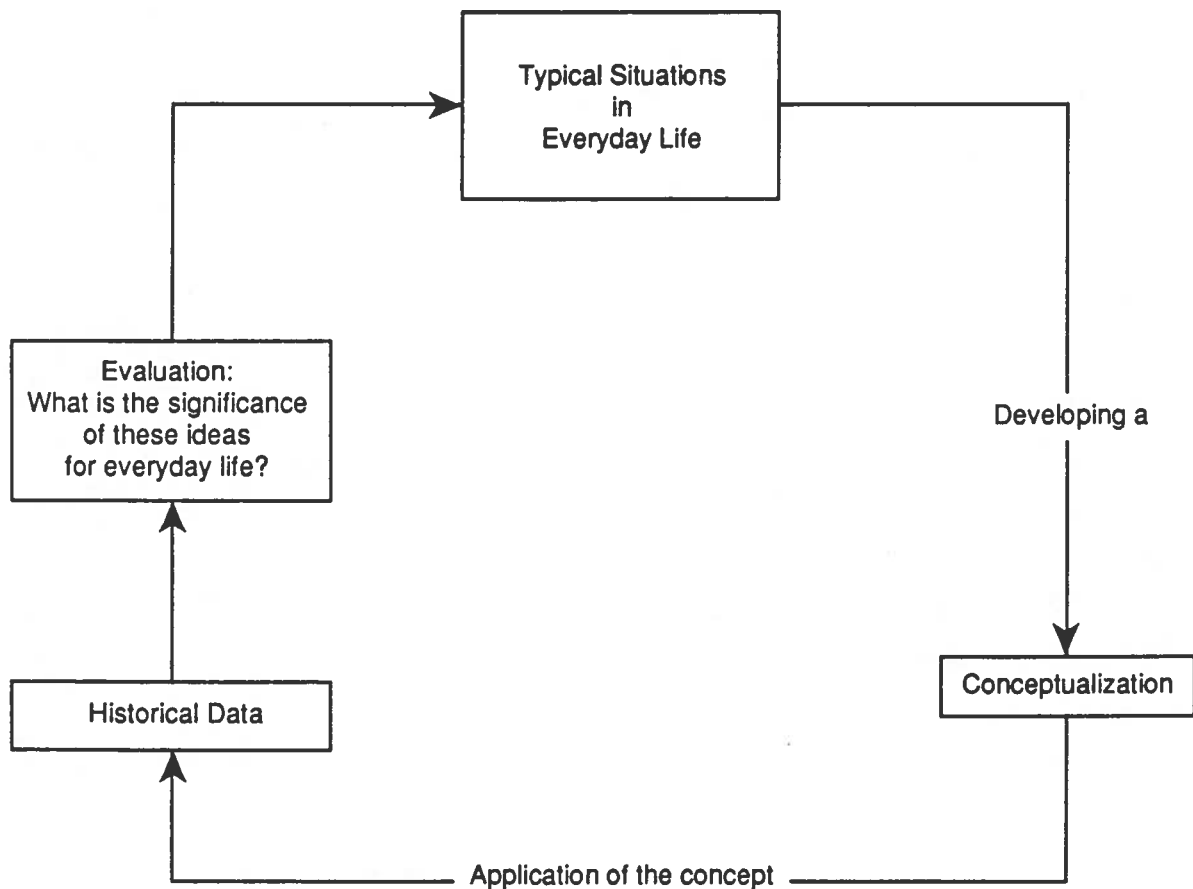 Typical Situations
in
Everyday Life
Evaluation:
What is the significance
of these ideas
for everyday life?
Developing a
Conceptualization
Historical Data
Application of the concept